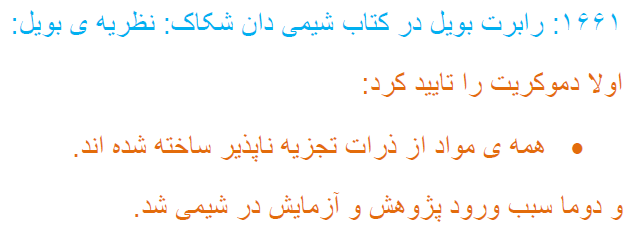 ۱۶۶۱: رابرت بویل در کتاب شیمی دان شکاک: نظریه ی بویل:
اولا دموکریت را تایید کرد:
• همه ی مواد از ذرات تجزیه ناپذیر ساخته شده اند.
و دوما سبب ورود پژوهش و آزمایش در شیمی شد.